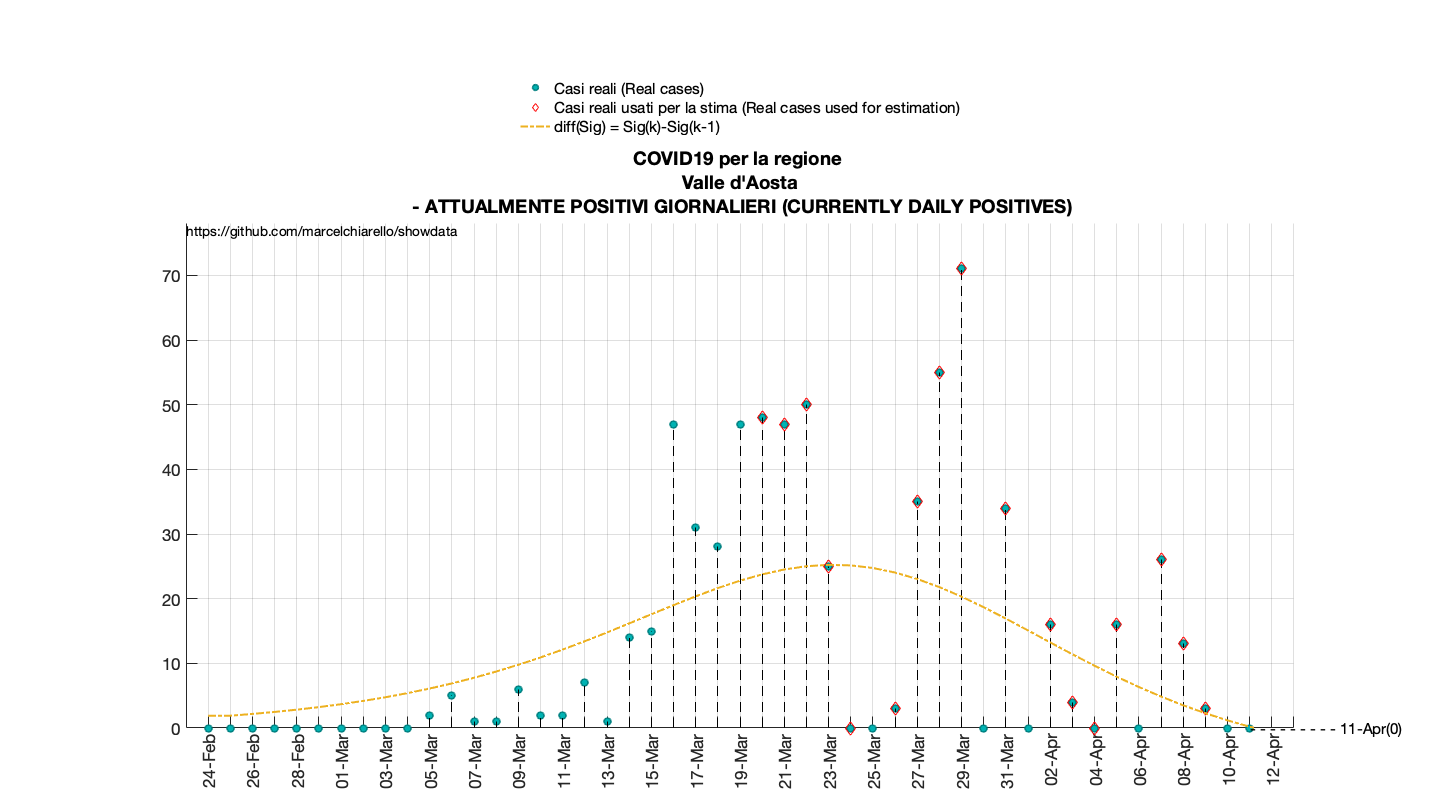 Casi reali (Real cases)
Casi reali usati per la stima (Real cases used for estimation)
diff(Sig) = Sig(k)-Sig(k-1)
COVID19 per la regione
Valle d'Aosta
- ATTUALMENTE POSITIVI GIORNALIERI (CURRENTLY DAILY POSITIVES)
https://github.com/marcelchiarello/showdata
70
60
50
40
30
20
10
0
11-Apr(0)
24-Feb
26-Feb
28-Feb
01-Mar
03-Mar
05-Mar
07-Mar
09-Mar
11-Mar
13-Mar
15-Mar
17-Mar
19-Mar
21-Mar
23-Mar
25-Mar
27-Mar
29-Mar
31-Mar
02-Apr
04-Apr
06-Apr
08-Apr
10-Apr
12-Apr